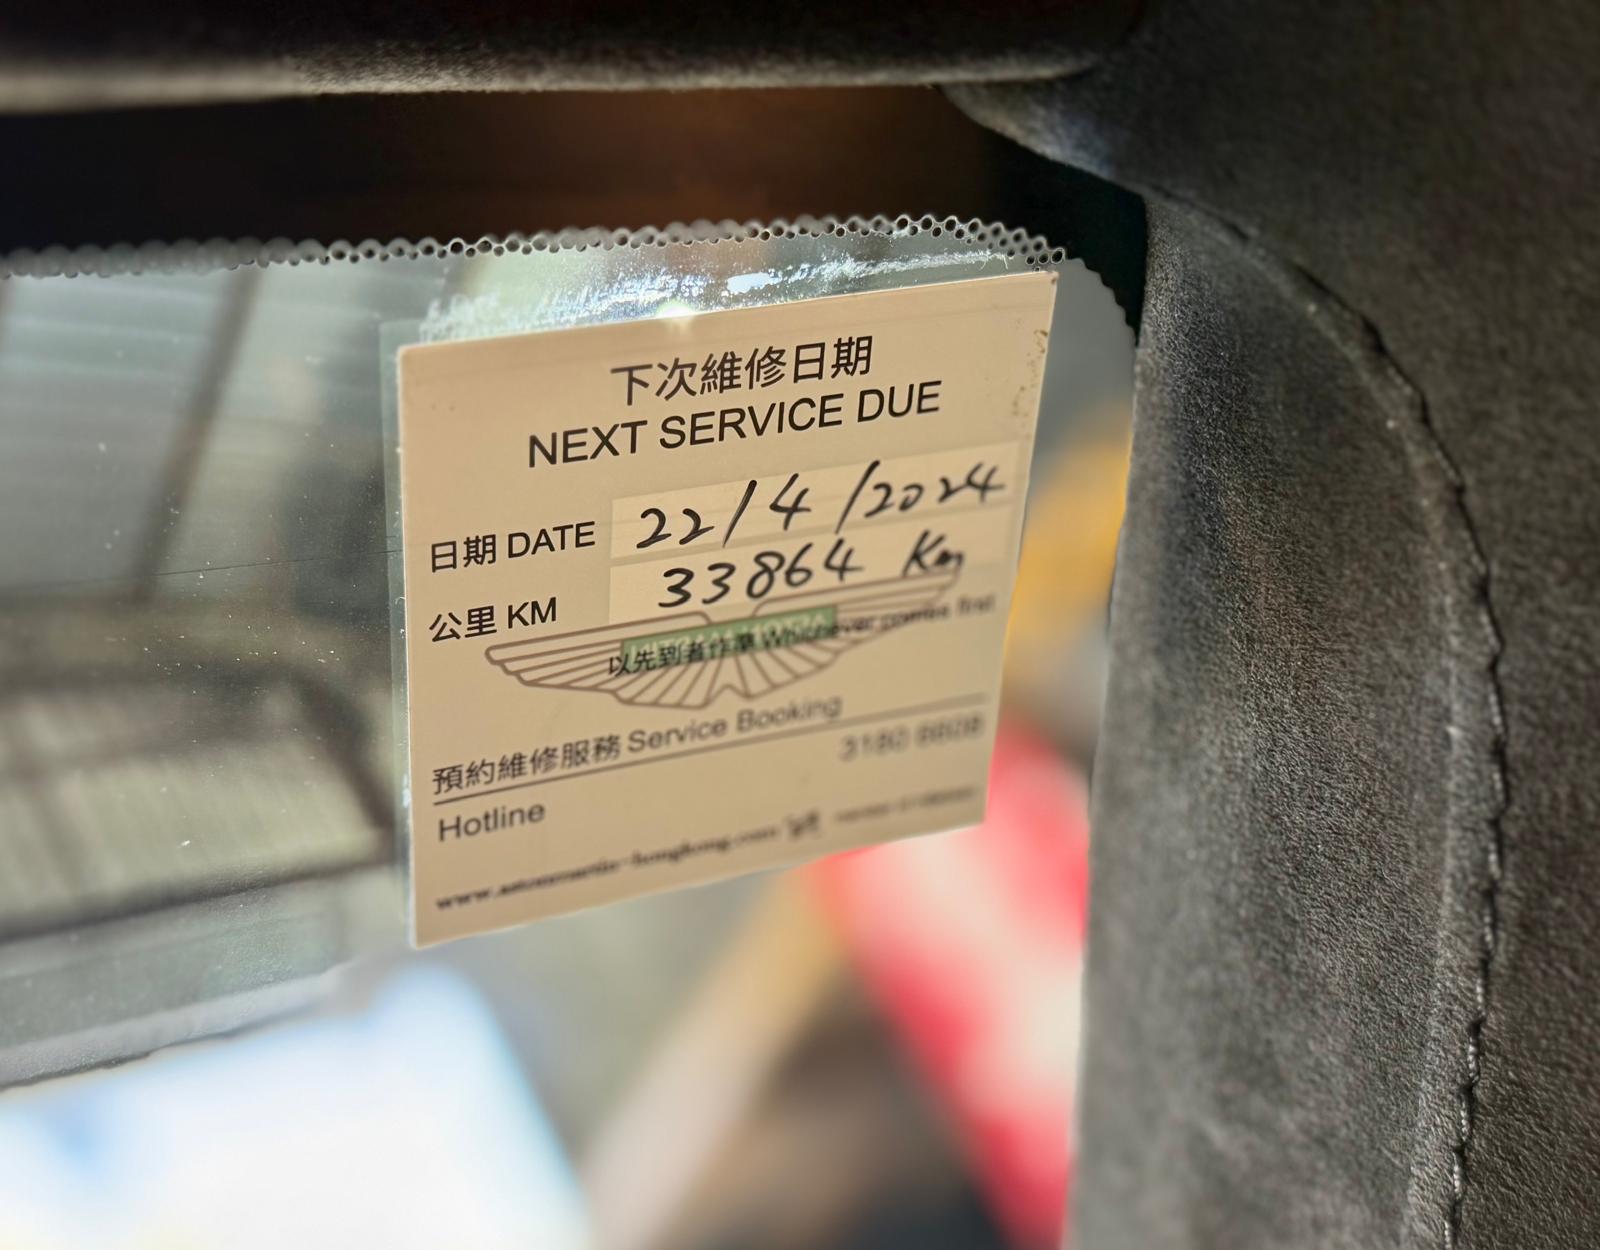 下次維修日期
NEXT SERVICE DUE
日期 DATE 22/4/2024
公里 KM 33864 Km
以先到者作準 Whichever comes first
預約維修服務 Service Booking
Hotline